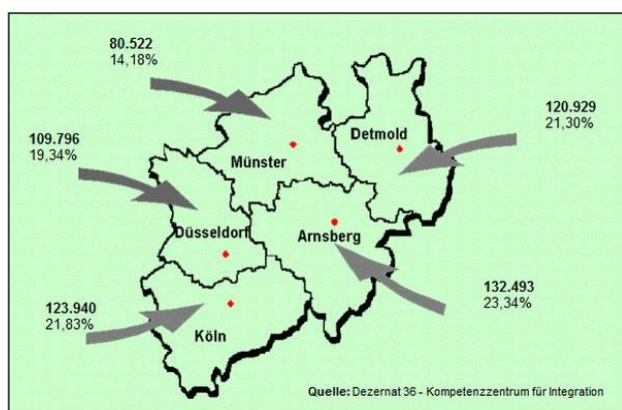 80.522
14,18%
120.929
21,30%
Detmold
109.796
19,34%
Münster
Düsseldorf
Arnsberg
132.493
23,34%
123.940
21,83%
Köln
Quelle: Dezernat 36 - Kompetenzzentrum für Integration